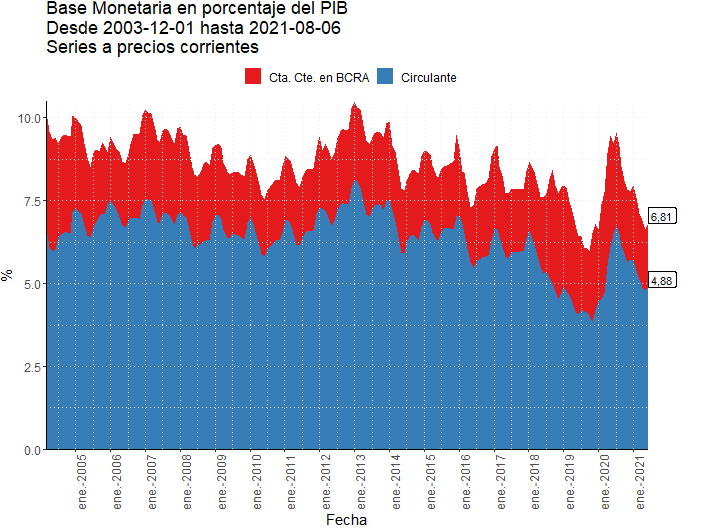 Base Monetaria en porcentaje del PIB
Desde 2003-12-01 hasta 2021-08-06
Series a precios corrientes
Cta. Cte. en BCRA
Circulante
10.0
7.5
5.0
2.5
0.0
%
6,81
4,88
ene.-2005
ene.-2006
ene.-2007
ene.-2008
ene.-2009
ene.-2010
ene.-2011
ene.-2012
ene.-2013
ene.-2014
ene.-2015
ene.-2016
ene.-2017
ene.-2018
ene.-2019
ene.-2020
ene.-2021
Fecha